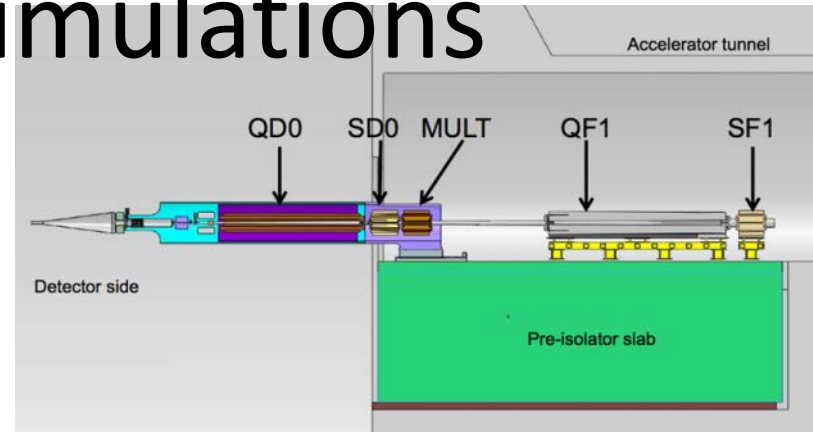 imulations
Accelerator tunnel
QD0 SD0 MULT QF1 SF1
Detector side
Pre-isolator slab